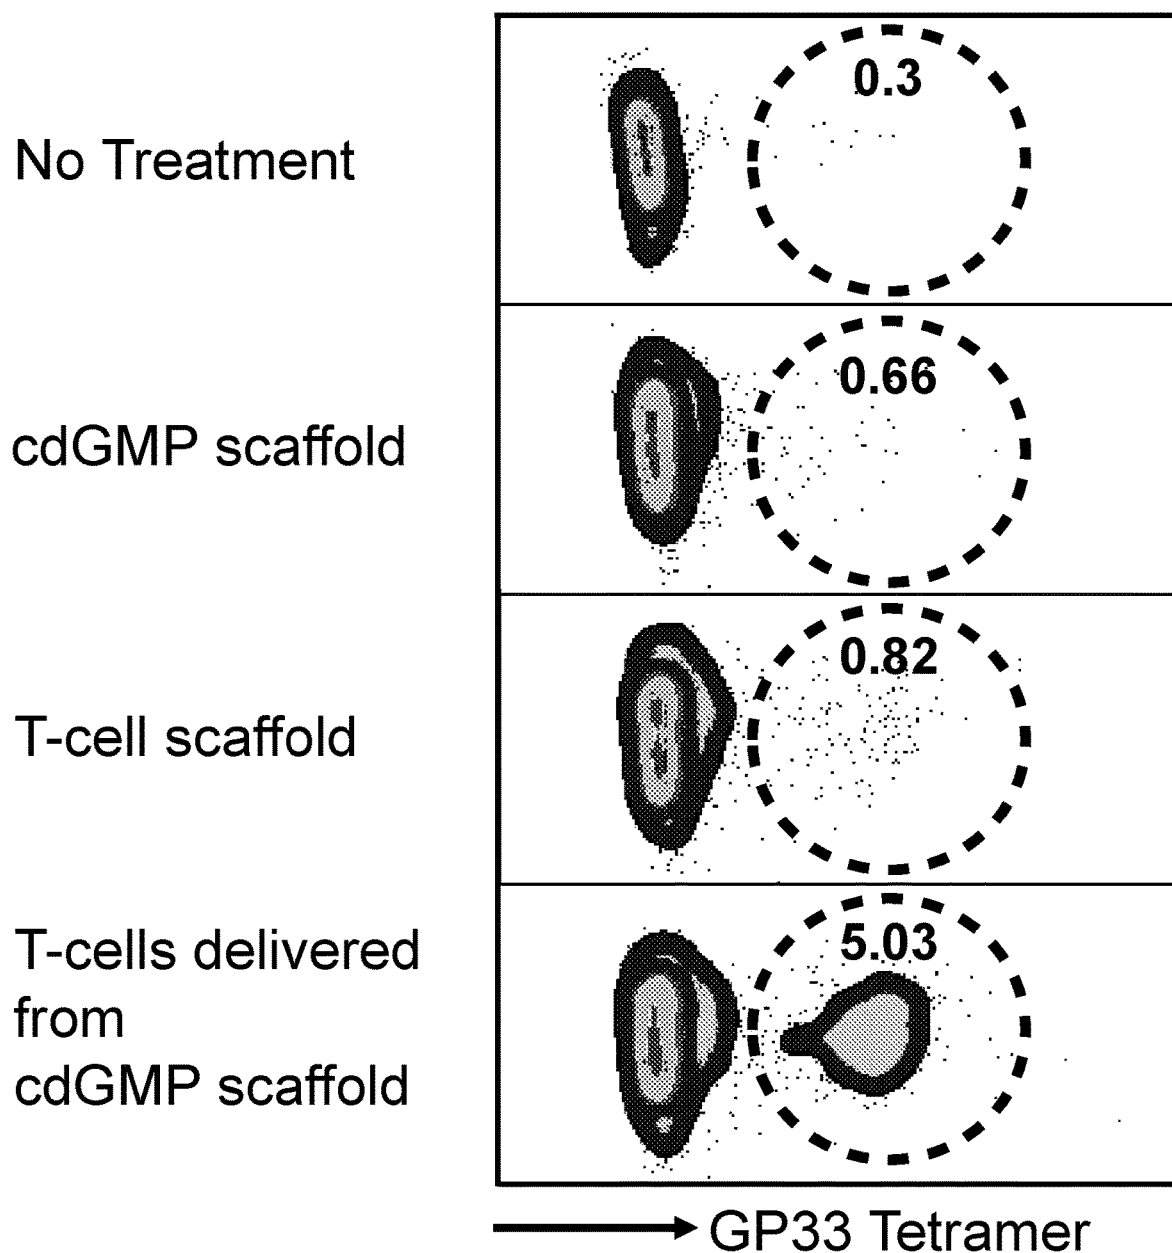 No Treatment
0.3
cdGMP scaffold
0.66
T-cell scaffold
0.82
T-cells delivered
from
cdGMP scaffold
5.03
GP33 Tetramer